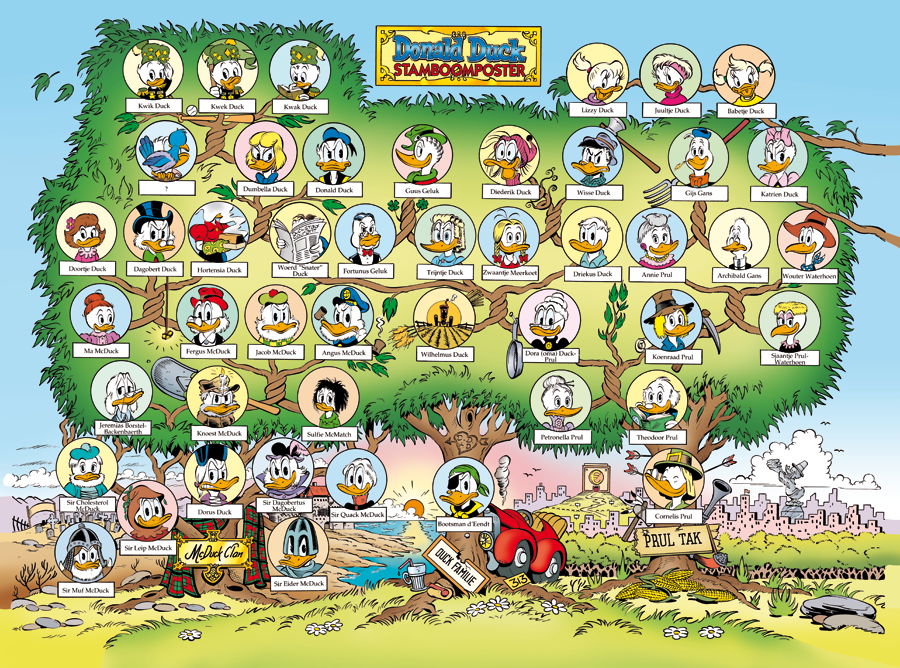 Donald Duck
STAMBOOMPOSTER
Kwik Duck
Kwek Duck
Kwak Duck
Lizzy Duck
Juultje Duck
Babetje Duck
?
Dumbella Duck
Donald Duck
Guus Geluk
Diederik Duck
Wisse Duck
Gijs Gans
Katrien Duck
Doortje Duck
Dagobert Duck
Hortensia Duck
Woerd "Snater"
Duck
Fortunus Geluk
Trijntje Duck
Zwaantje Meerkoet
Driekus Duck
Annie Prul
Archibald Gans
Wouter Waterhoen
Ma McDuck
Fergus McDuck
Jacob McDuck
Angus McDuck
Wilhelmus Duck
Dora (oma) Duck-
Prul
Koenraad Prul
Sjaantje Prul-
Waterhoen
Jeremias Borstel-
Backenbaerth
Knoest McDuck
Sulfie McMatch
Petronella Prul
Theodoor Prul
Sir Cholesterol
McDuck
Sir Leip McDuck
Dorus Duck
Sir Dagobertus
McDuck
Sir Quack McDuck
Bootsman d'Eendt
Cornelis Prul
Sir Muf McDuck
McDuck Clan
Sir Eider McDuck
DUCK FAMILIE
313
PRUL TAK